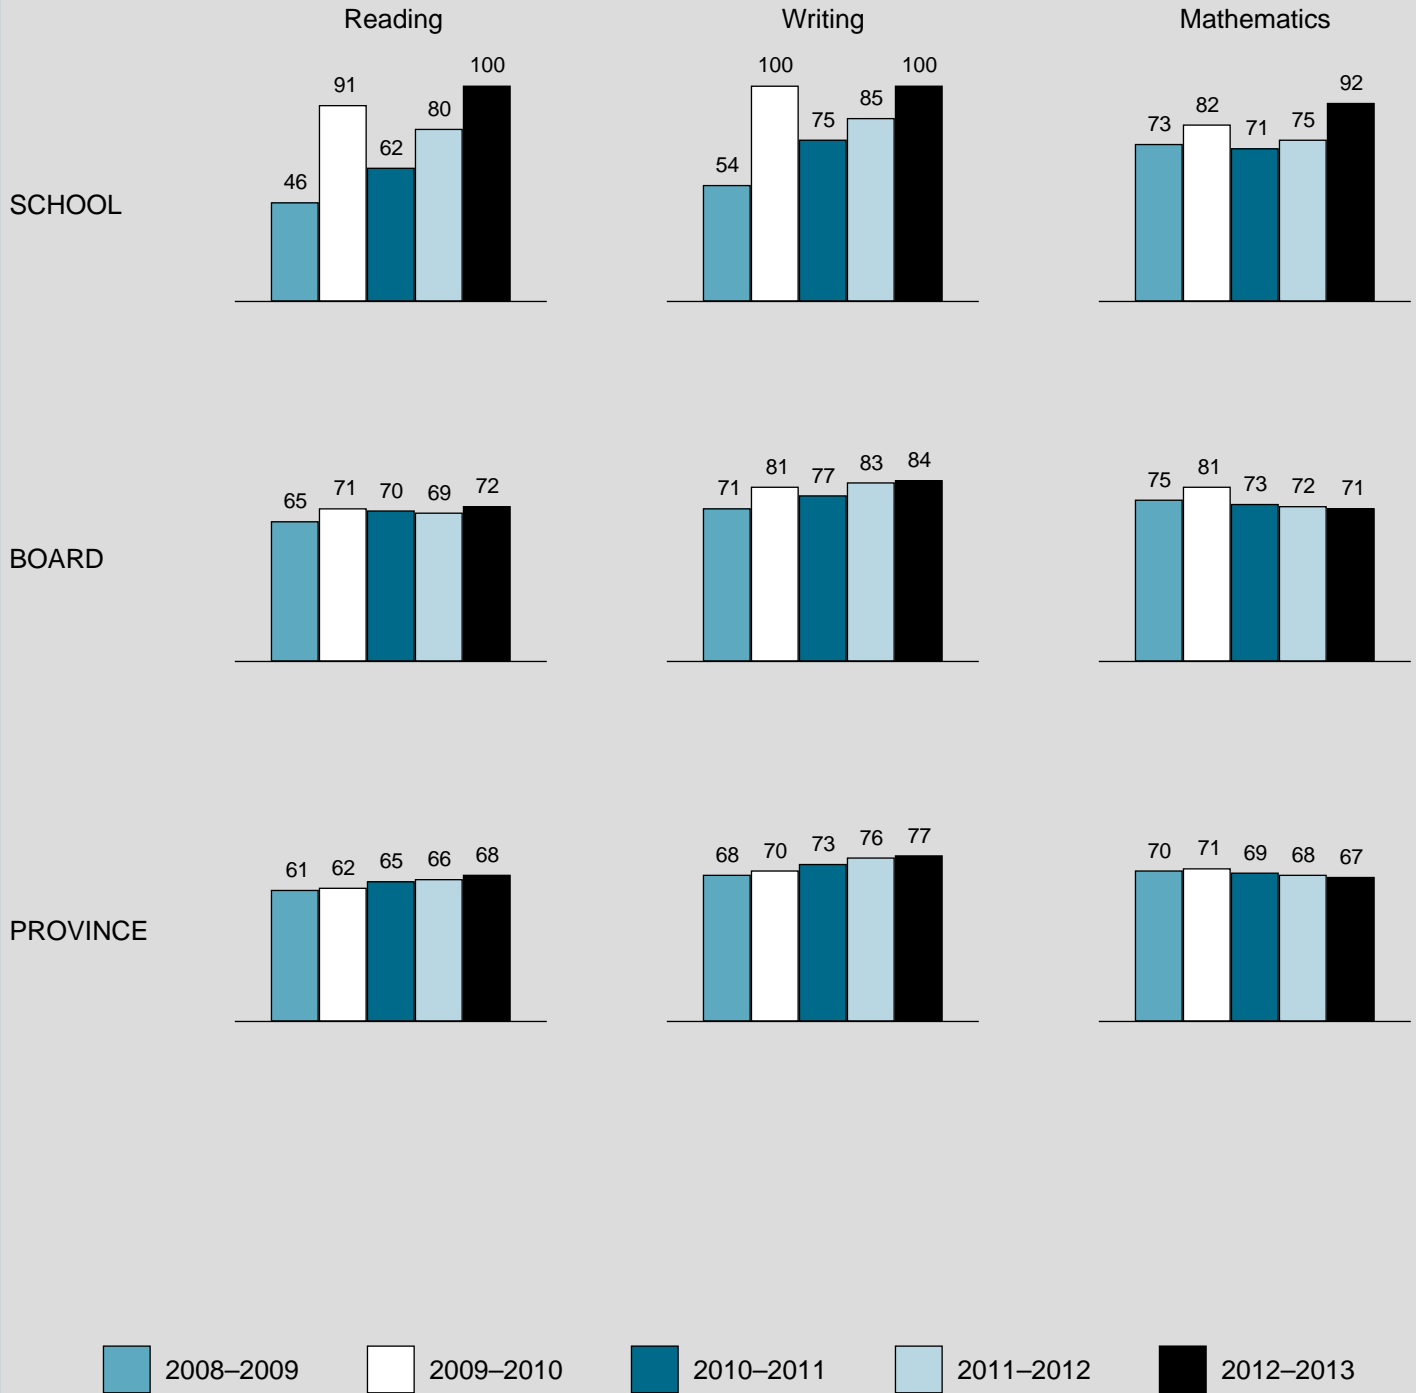 Reading Writing Mathematics
SCHOOL
46 91 62 80 100
54 100 75 85 100
73 82 71 75 92
BOARD
65 71 70 69 72
71 81 77 83 84
75 81 73 72 71
PROVINCE
61 62 65 66 68
68 70 73 76 77
70 71 69 68 67
2008–2009 2009–2010 2010–2011 2011–2012 2012–2013